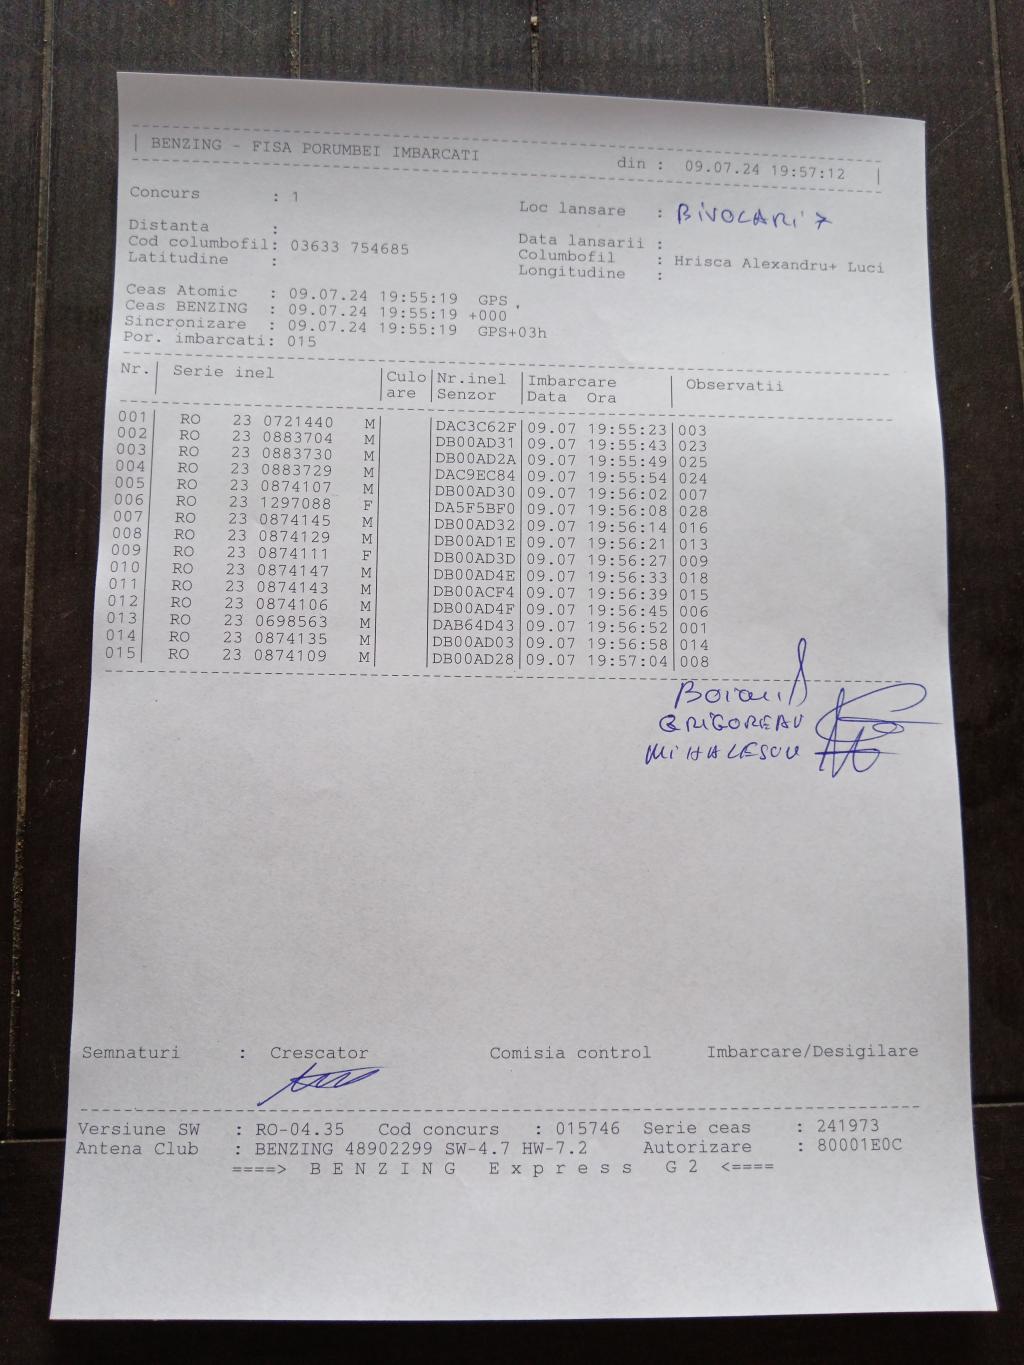 | BENZING - FISA PORUMBEI IMBARCATI din : 09.07.24 19:57:12 |
Concurs : 1 Loc lansare : BIVOLARI 7
Distanta : Data lansarii :
Cod columbofil: 03633 754685 Columbofil : Hrisca Alexandru+ Luci
Latitudine : Longitudine :
Ceas Atomic : 09.07.24 19:55:19 GPS
Ceas BENZING : 09.07.24 19:55:19 +000
Sincronizare : 09.07.24 19:55:19 GPS+03h
Por. imbarcati: 015
Nr.| Serie inel |Culo|Nr.inel |Imbarcare | Observatii
|are |Senzor |Data Ora |
001| RO 23 0721440 M| |DAC3C62F|09.07 19:55:23|003
002| RO 23 0883704 M| |DB00AD31|09.07 19:55:43|023
003| RO 23 0883730 M| |DB00AD2A|09.07 19:55:49|025
004| RO 23 0883729 M| |DAC9EC84|09.07 19:55:54|024
005| RO 23 0874107 M| |DB00AD30|09.07 19:56:02|007
006| RO 23 1297088 F| |DA5F5BF0|09.07 19:56:08|028
007| RO 23 0874145 M| |DB00AD32|09.07 19:56:14|016
008| RO 23 0874129 M| |DB00AD1E|09.07 19:56:21|013
009| RO 23 0874111 F| |DB00AD3D|09.07 19:56:27|009
010| RO 23 0874147 M| |DB00AD4E|09.07 19:56:33|018
011| RO 23 0874143 M| |DB00ACF4|09.07 19:56:39|015
012| RO 23 0874106 M| |DB00AD4F|09.07 19:56:45|006
013| RO 23 0698563 M| |DAB64D43|09.07 19:56:52|001
014| RO 23 0874135 M| |DB00AD03|09.07 19:56:58|014
015| RO 23 0874109 M| |DB00AD28|09.07 19:57:04|008
GRIGOREAU
MIHALESCU
Semnaturi : Crescator Comisia control Imbarcare/Desigilare
Versiune SW : RO-04.35 Cod concurs : 015746 Serie ceas : 241973
Antena Club : BENZING 48902299 SW-4.7 HW-7.2 Autorizare : 80001E0C
====> B E N Z I N G E x p r e s s G 2 <====